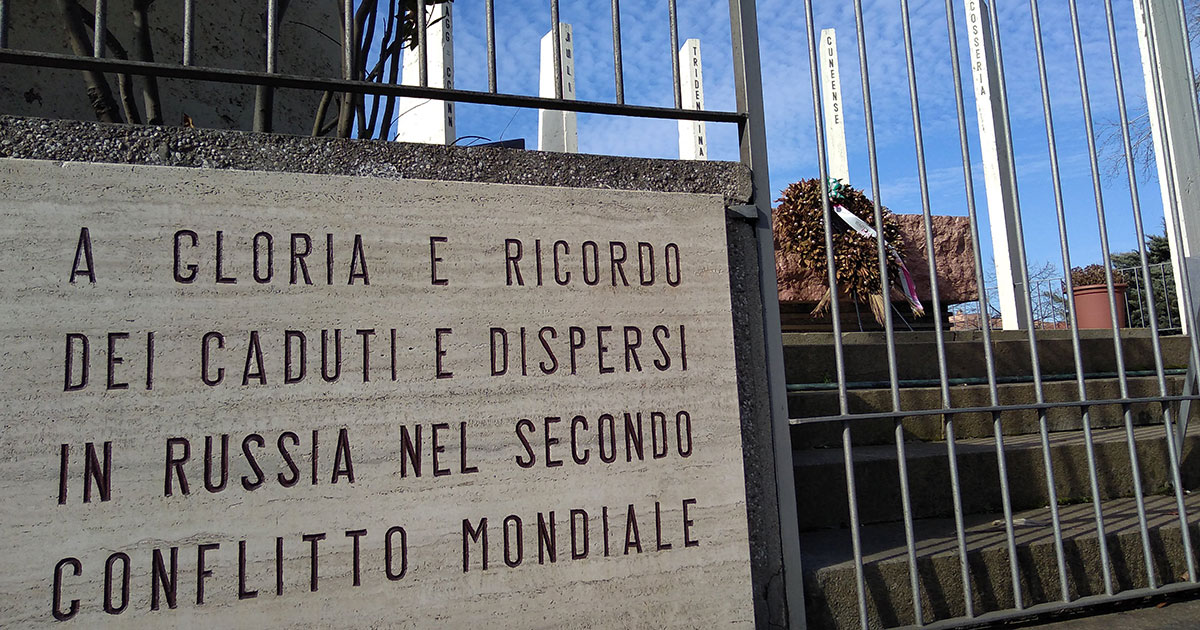 A GLORIA E RICORDO
DEI CADUTI E DISPERSI
IN RUSSIA NEL SECONDO
CONFLITTO MONDIALE
JULIA
TRIDENTINA
CUNEENSE
COSSERIA